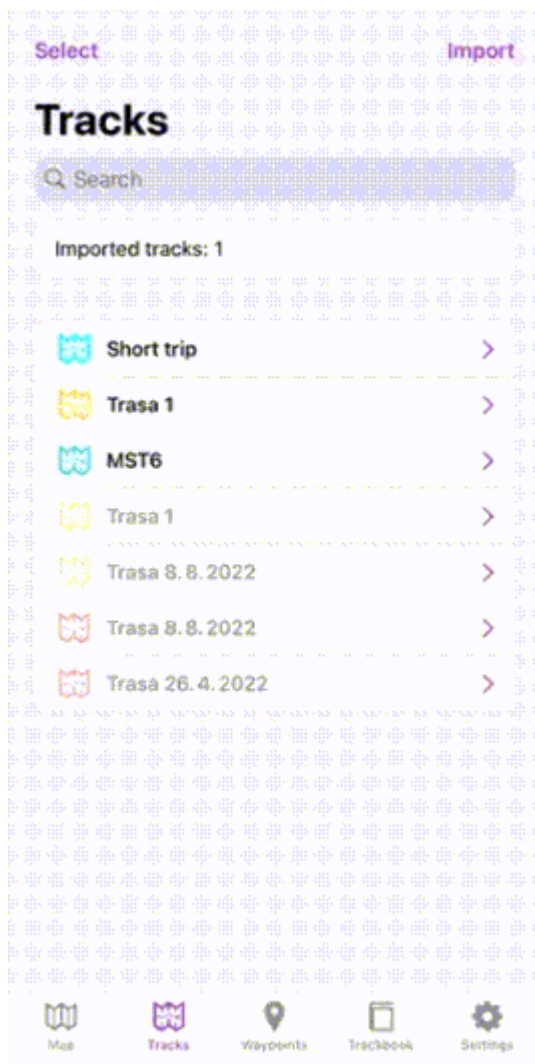 Select Import
Tracks
Search
Imported tracks: 1
Short trip
Trasa 1
MST6
Trasa 1
Trasa 8. 8. 2022
Trasa 8. 8. 2022
Trasa 26. 4. 2022
Map Tracks Waypoints Trackbook Settings